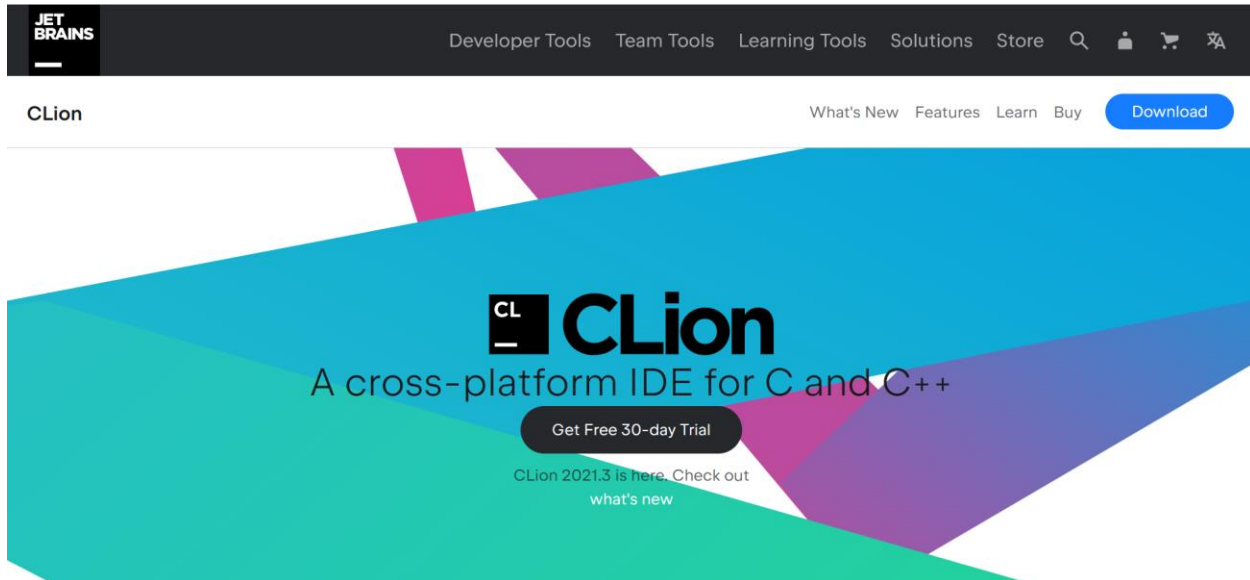 JET
BRAINS
Developer Tools Team Tools Learning Tools Solutions Store
CLion
What's New Features Learn Buy Download
CL
CLion
A cross-platform IDE for C and C++
Get Free 30-day Trial
CLion 2021.3 is here. Check out
what's new